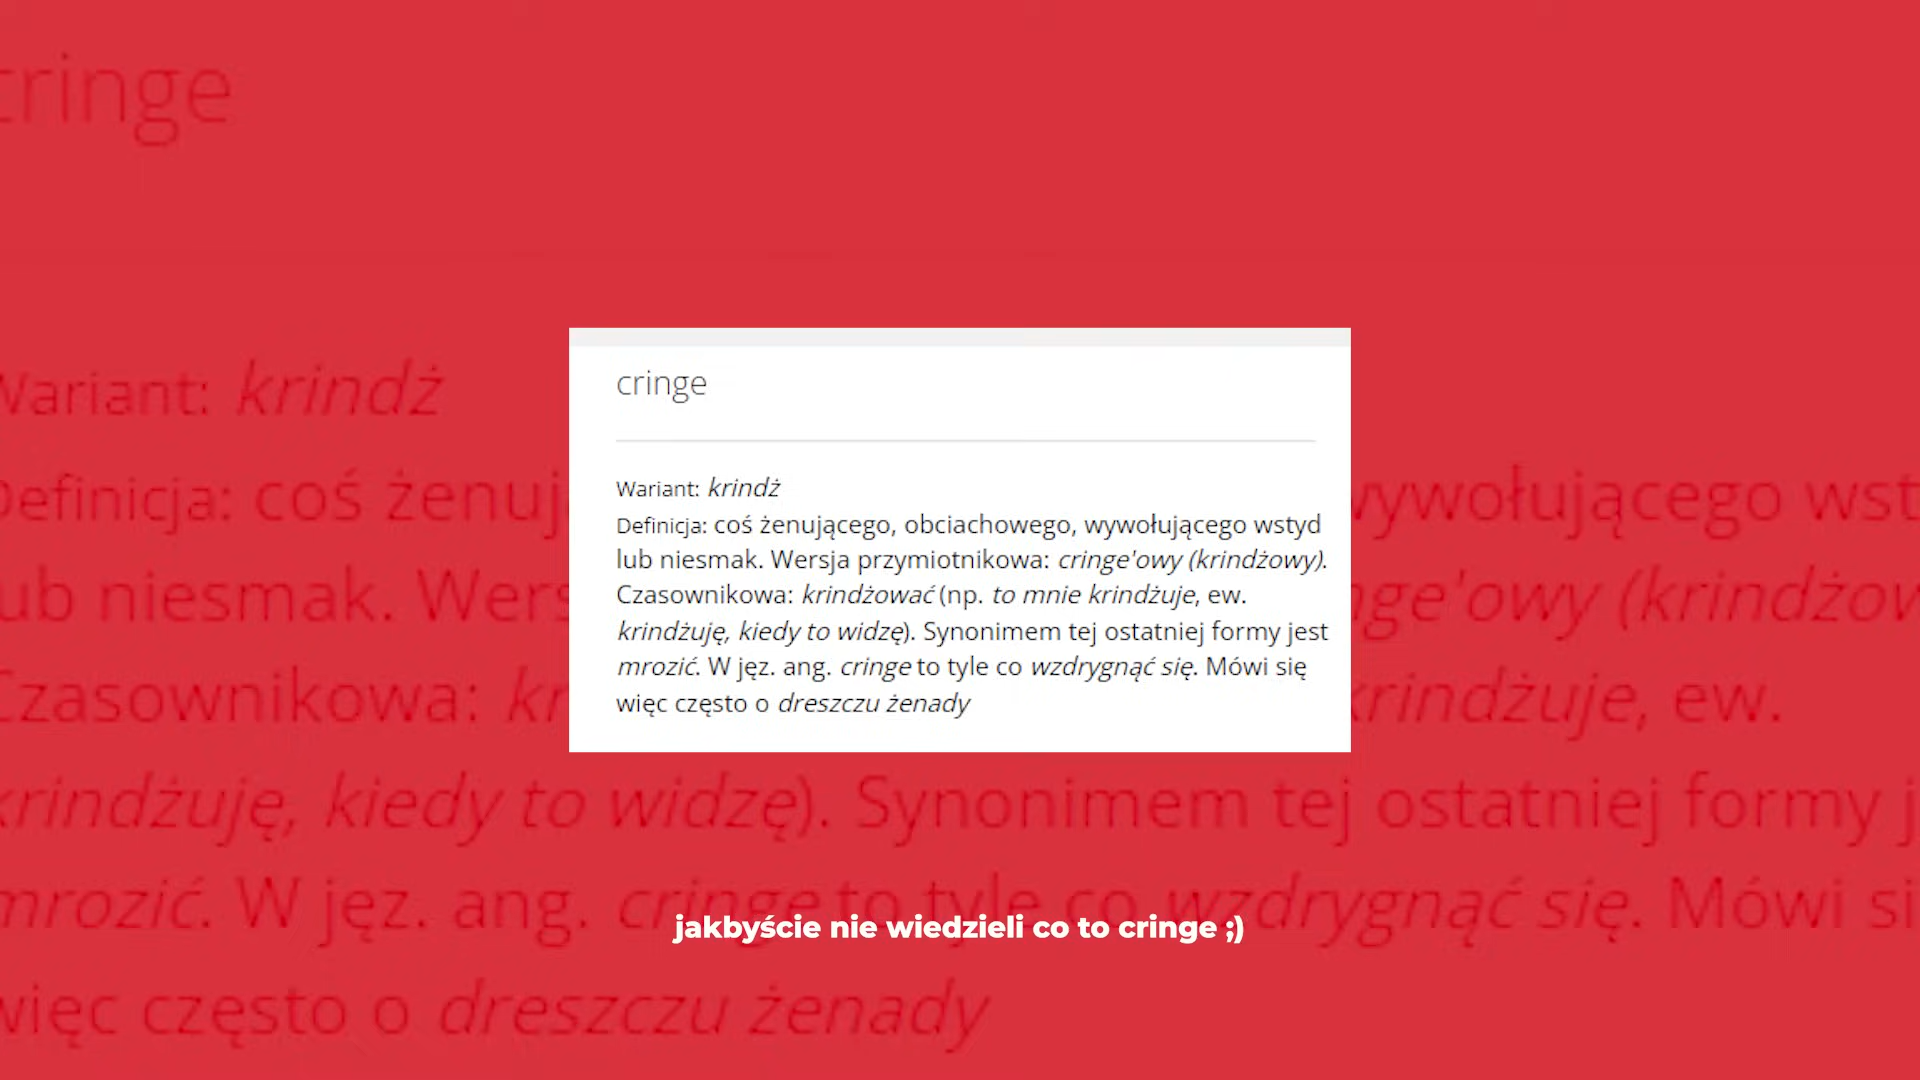 cringe
Wariant: krindż
Definicja: coś żenującego, obciachowego, wywołującego wstyd
lub niesmak. Wersja przymiotnikowa: cringe'owy (krindżowy).
Czasownikowa: krindżować (np. to mnie krindżuje, ew.
krindżuję, kiedy to widzę). Synonimem tej ostatniej formy jest
mrozić. W jęz. ang. cringe to tyle co wzdrygnąć się. Mówi się
więc często o dreszczu żenady
jakbyście nie wiedzieli co to cringe ;)